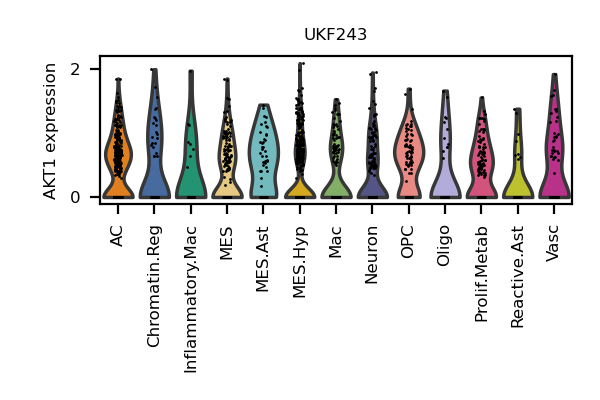 UKF243
AKT1 expression
2
0
AC
Chromatin.Reg
Inflammatory.Mac
MES
MES.Ast
MES.Hyp
Mac
Neuron
OPC
Oligo
Prolif.Metab
Reactive.Ast
Vasc